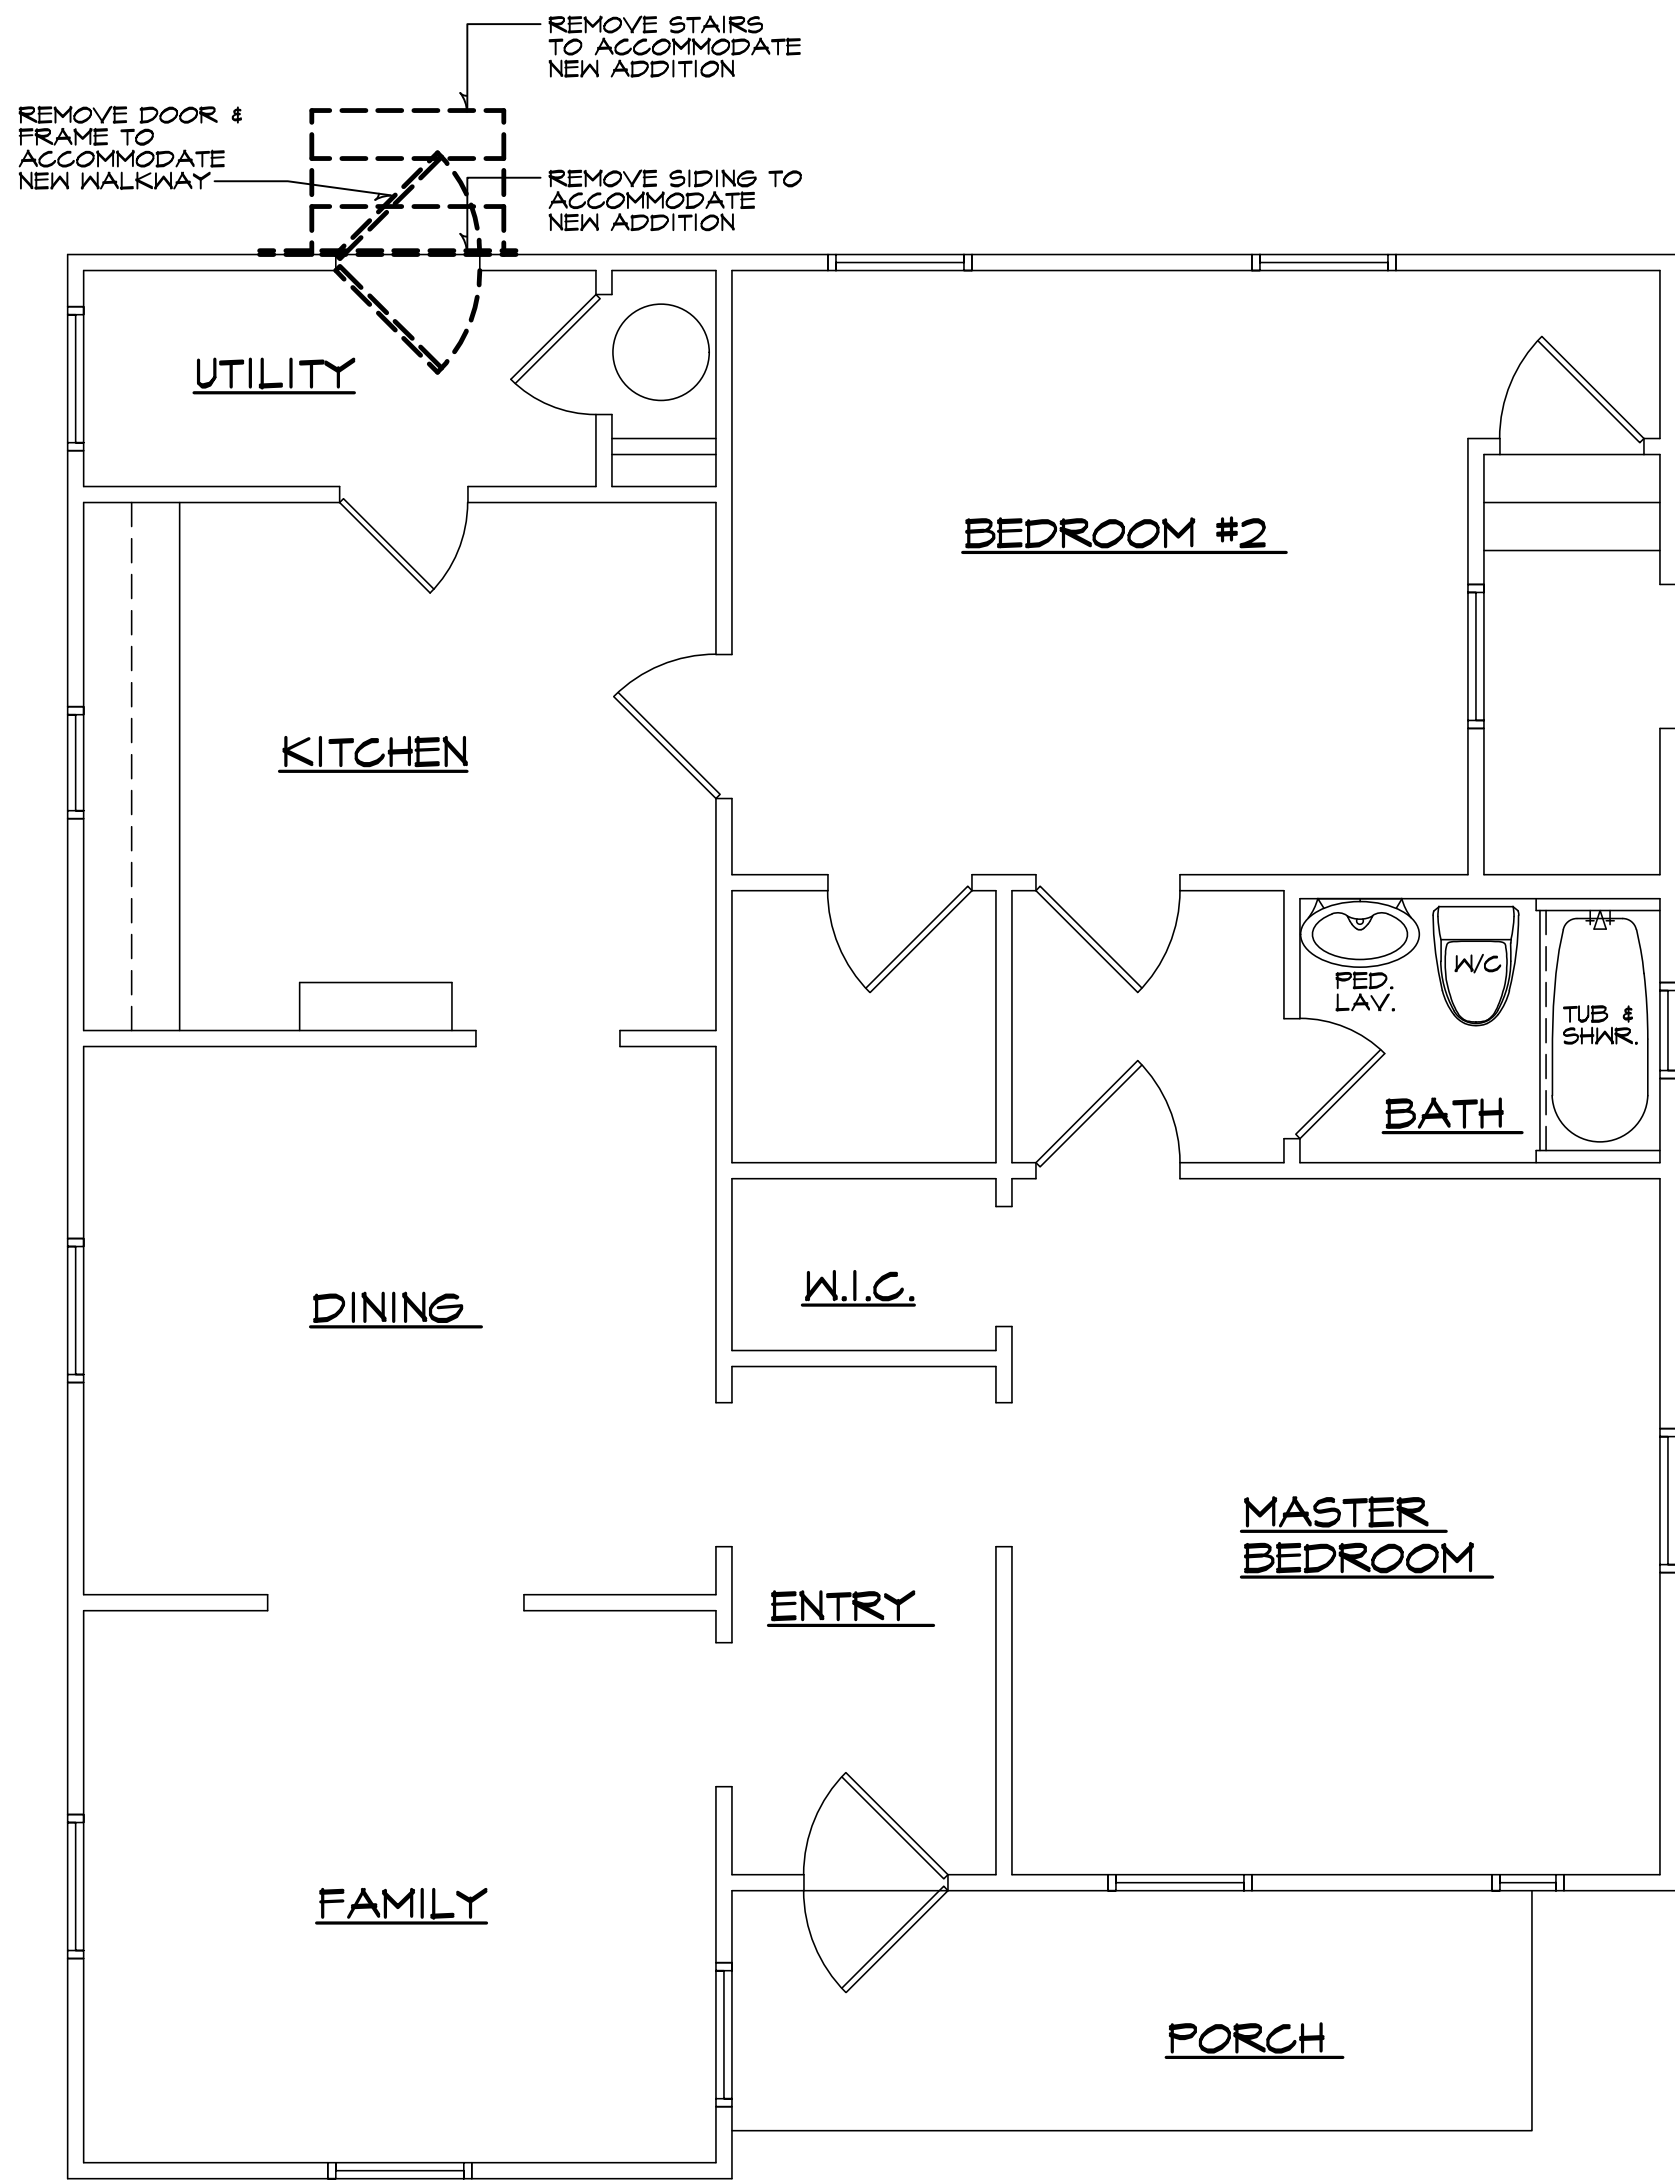 REMOVE STAIRS
TO ACCOMMODATE
NEW ADDITION
REMOVE DOOR &
FRAME TO
ACCOMMODATE
NEW WALKWAY
REMOVE SIDING TO
ACCOMMODATE
NEW ADDITION
UTILITY
BEDROOM #2
KITCHEN
PED.
LAV.
W/C
TUB &
SHWR.
BATH
DINING
W.I.C.
MASTER
BEDROOM
ENTRY
FAMILY
PORCH